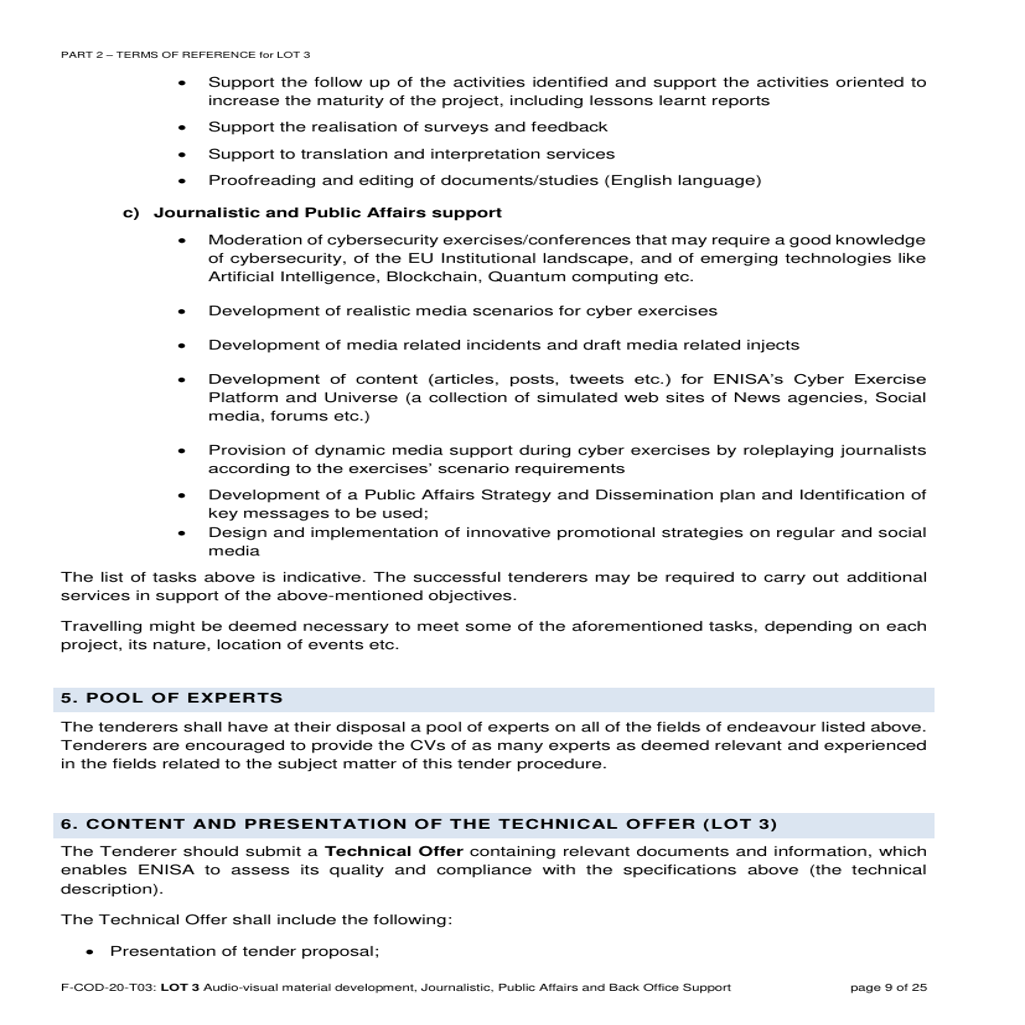 PART 2 – TERMS OF REFERENCE for LOT 3
• Support the follow up of the activities identified and support the activities oriented to
increase the maturity of the project, including lessons learnt reports
• Support the realisation of surveys and feedback
• Support to translation and interpretation services
• Proofreading and editing of documents/studies (English language)
c) Journalistic and Public Affairs support
• Moderation of cybersecurity exercises/conferences that may require a good knowledge
of cybersecurity, of the EU Institutional landscape, and of emerging technologies like
Artificial Intelligence, Blockchain, Quantum computing etc.
• Development of realistic media scenarios for cyber exercises
• Development of media related incidents and draft media related injects
• Development of content (articles, posts, tweets etc.) for ENISA’s Cyber Exercise
Platform and Universe (a collection of simulated web sites of News agencies, Social
media, forums etc.)
• Provision of dynamic media support during cyber exercises by roleplaying journalists
according to the exercises’ scenario requirements
• Development of a Public Affairs Strategy and Dissemination plan and Identification of
key messages to be used;
• Design and implementation of innovative promotional strategies on regular and social
media
The list of tasks above is indicative. The successful tenderers may be required to carry out additional
services in support of the above-mentioned objectives.
Travelling might be deemed necessary to meet some of the aforementioned tasks, depending on each
project, its nature, location of events etc.
5. POOL OF EXPERTS
The tenderers shall have at their disposal a pool of experts on all of the fields of endeavour listed above.
Tenderers are encouraged to provide the CVs of as many experts as deemed relevant and experienced
in the fields related to the subject matter of this tender procedure.
6. CONTENT AND PRESENTATION OF THE TECHNICAL OFFER (LOT 3)
The Tenderer should submit a Technical Offer containing relevant documents and information, which
enables ENISA to assess its quality and compliance with the specifications above (the technical
description).
The Technical Offer shall include the following:
• Presentation of tender proposal;
F-COD-20-T03: LOT 3 Audio-visual material development, Journalistic, Public Affairs and Back Office Support page 9 of 25